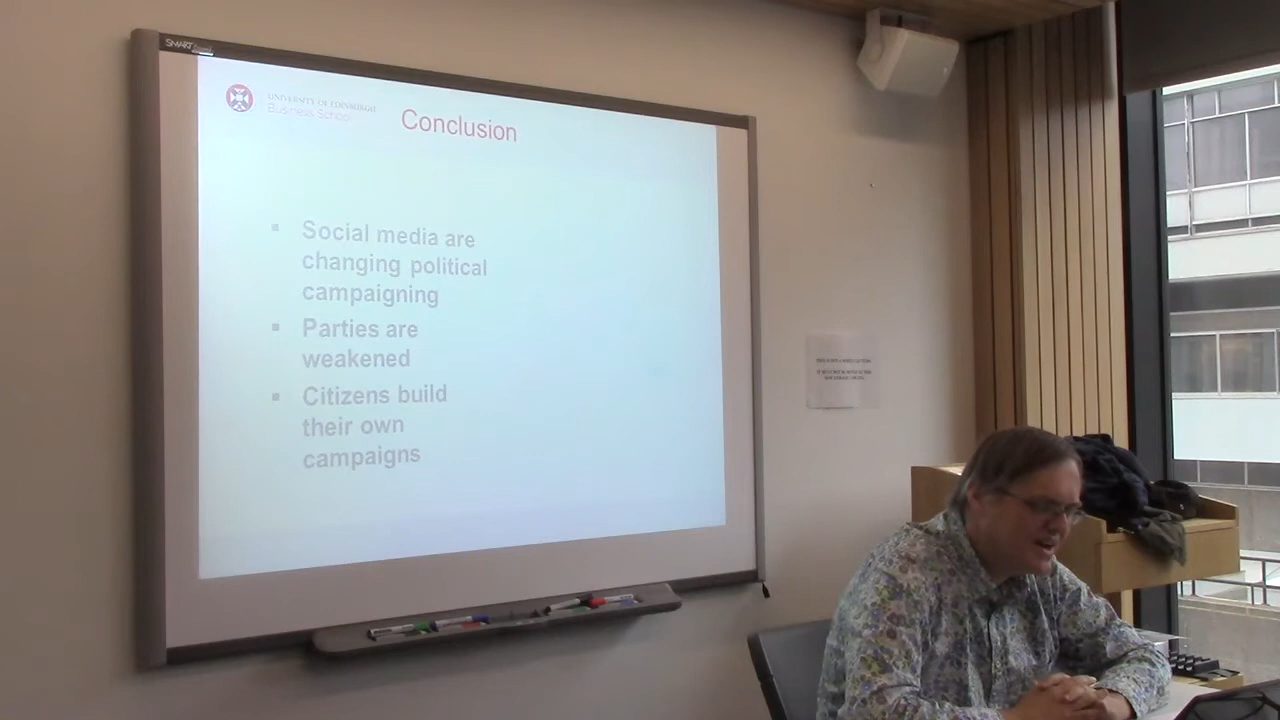 SMART
UNIVERSITY OF EDINBURGH
Business School
Conclusion
▪ Social media are
changing political
campaigning
▪ Parties are
weakened
▪ Citizens build
their own
campaigns